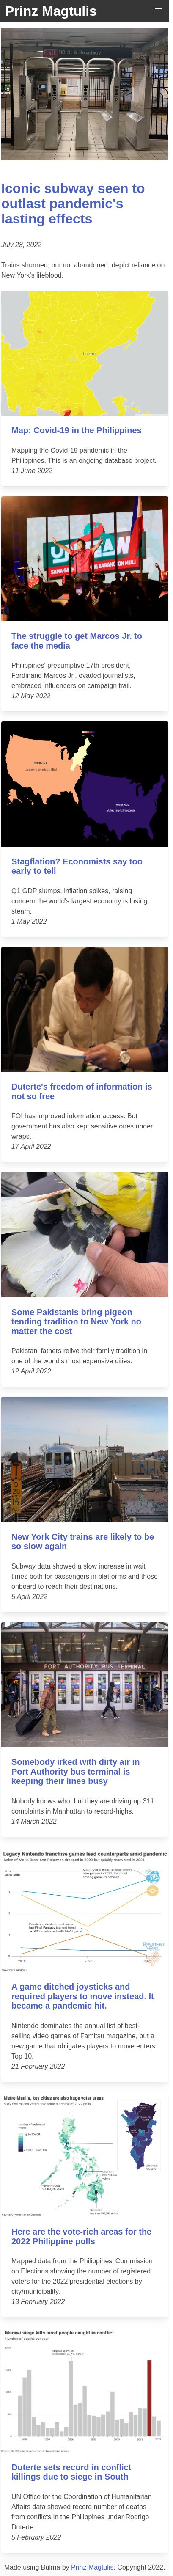 Prinz Magtulis
Iconic subway seen to
outlast pandemic's
lasting effects
July 28, 2022
Trains shunned, but not abandoned, depict reliance on
New York's lifeblood.
Map: Covid-19 in the Philippines
Mapping the Covid-19 pandemic in the
Philippines. This is an ongoing database project.
11 June 2022
The struggle to get Marcos Jr. to
face the media
Philippines' presumptive 17th president,
Ferdinand Marcos Jr., evaded journalists,
embraced influencers on campaign trail.
12 May 2022
Stagflation? Economists say too
early to tell
Q1 GDP slumps, inflation spikes, raising
concern the world's largest economy is losing
steam.
1 May 2022
Duterte's freedom of information is
not so free
FOI has improved information access. But
government has also kept sensitive ones under
wraps.
17 April 2022
Some Pakistanis bring pigeon
tending tradition to New York no
matter the cost
Pakistani fathers relive their family tradition in
one of the world's most expensive cities.
12 April 2022
New York City trains are likely to be
so slow again
Subway data showed a slow increase in wait
times both for passengers in platforms and those
onboard to reach their destinations.
5 April 2022
PORT AUTHORITY BUS TERMINAL
Somebody irked with dirty air in
Port Authority bus terminal is
keeping their lines busy
Nobody knows who, but they are driving up 311
complaints in Manhattan to record-highs.
14 March 2022
Legacy Nintendo franchise games lead counterparts amid pandemic
A game ditched joysticks and
required players to move instead. It
became a pandemic hit.
Nintendo dominates the annual list of best-
selling video games of Famitsu magazine, but a
new game that obligates players to move enters
Top 10.
21 February 2022
Metro Manila, key cities are also huge voter areas
Here are the vote-rich areas for the
2022 Philippine polls
Mapped data from the Philippines' Commission
on Elections showing the number of registered
voters for the 2022 presidential elections by
city/municipality.
13 February 2022
Marawi siege kills most people caught in conflict
Number of deaths per year
Duterte sets record in conflict
killings due to siege in South
UN Office for the Coordination of Humanitarian
Affairs data showed record number of deaths
from conflicts in the Philippines under Rodrigo
Duterte.
5 February 2022
Made using Bulma by Prinz Magtulis. Copyright 2022.